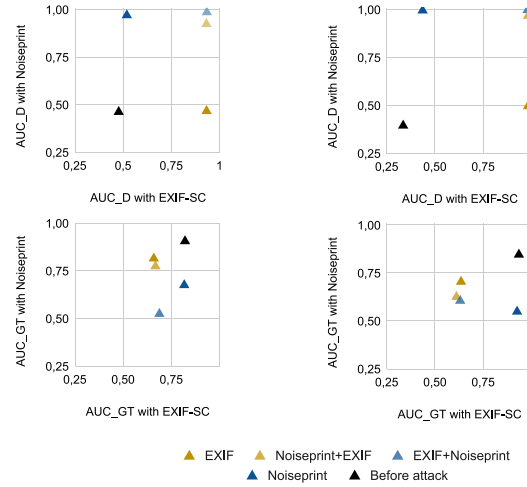 1,00 1,00
AUC_D with Noiseprint AUC_D with Noiseprint
0,75 0,75
0,50 0,50
0,25 0,25
0,25 0,5 0,75 1 0,25 0,50 0,75
AUC_D with EXIF-SC AUC_D with EXIF-SC
1,00 1,00
AUC_GT with Noiseprint AUC_GT with Noiseprint
0,75 0,75
0,50 0,50
0,25 0,25
0,25 0,50 0,75 1 0,25 0,50 0,75
AUC_GT with EXIF-SC AUC_GT with EXIF-SC
EXIF Noiseprint+EXIF EXIF+Noiseprint
Noiseprint Before attack